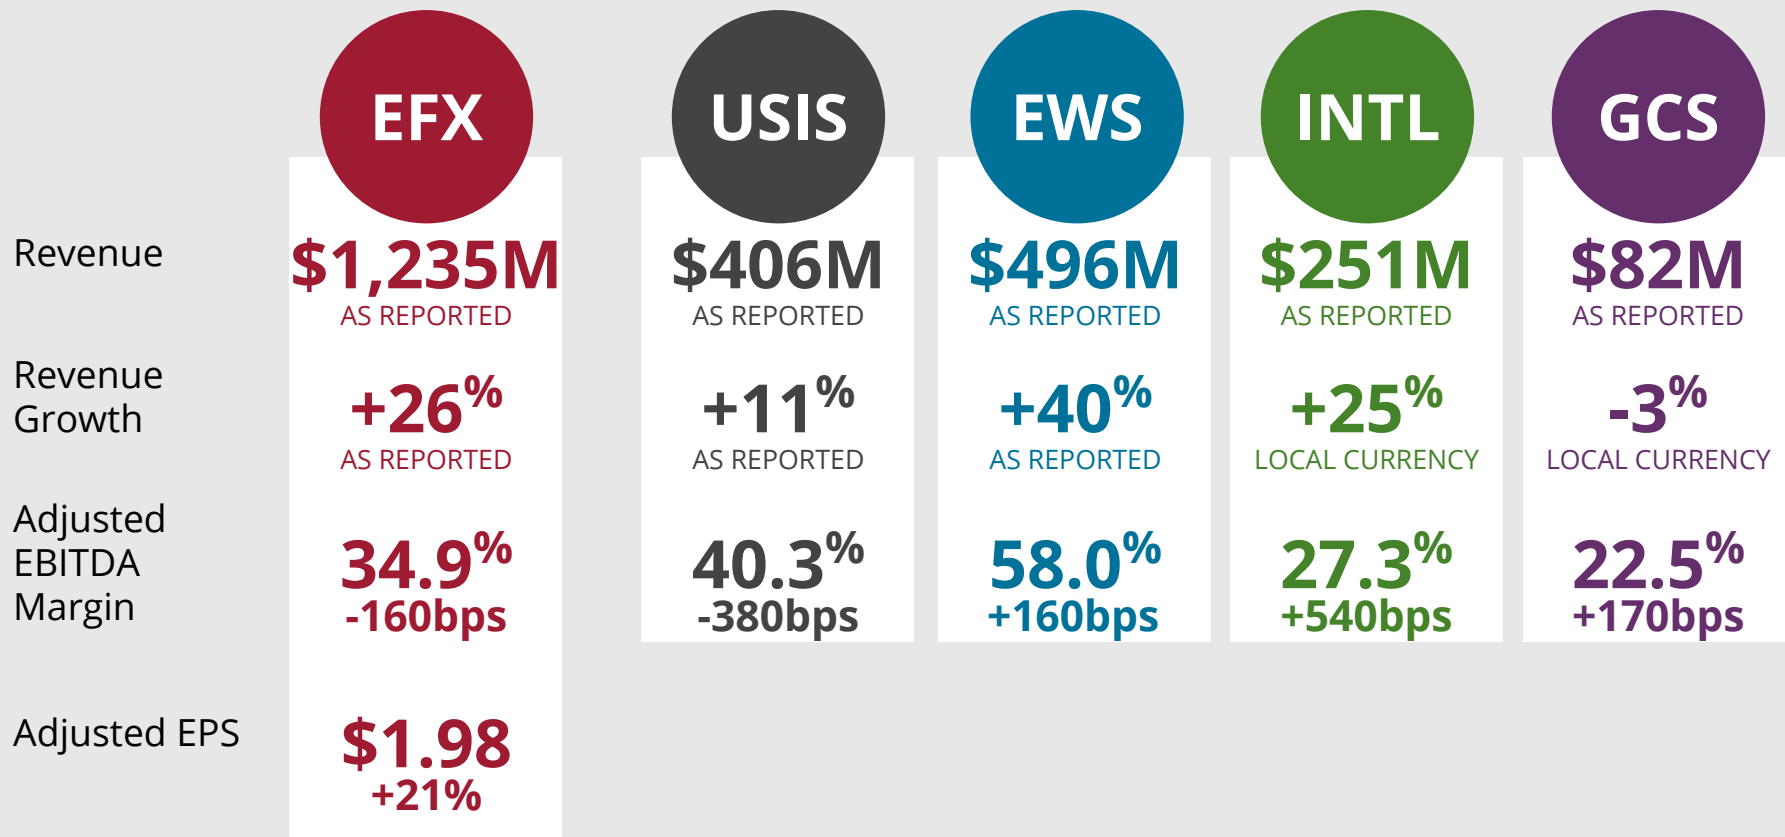 EFX USIS EWS INTL GCS
Revenue $1,235M $406M $496M $251M $82M
AS REPORTED AS REPORTED AS REPORTED AS REPORTED AS REPORTED
Revenue
Growth +26% +11% +40% +25% -3%
AS REPORTED AS REPORTED AS REPORTED LOCAL CURRENCY LOCAL CURRENCY
Adjusted
EBITDA 34.9% 40.3% 58.0% 27.3% 22.5%
Margin -160bps -380bps +160bps +540bps +170bps
Adjusted EPS $1.98
+21%